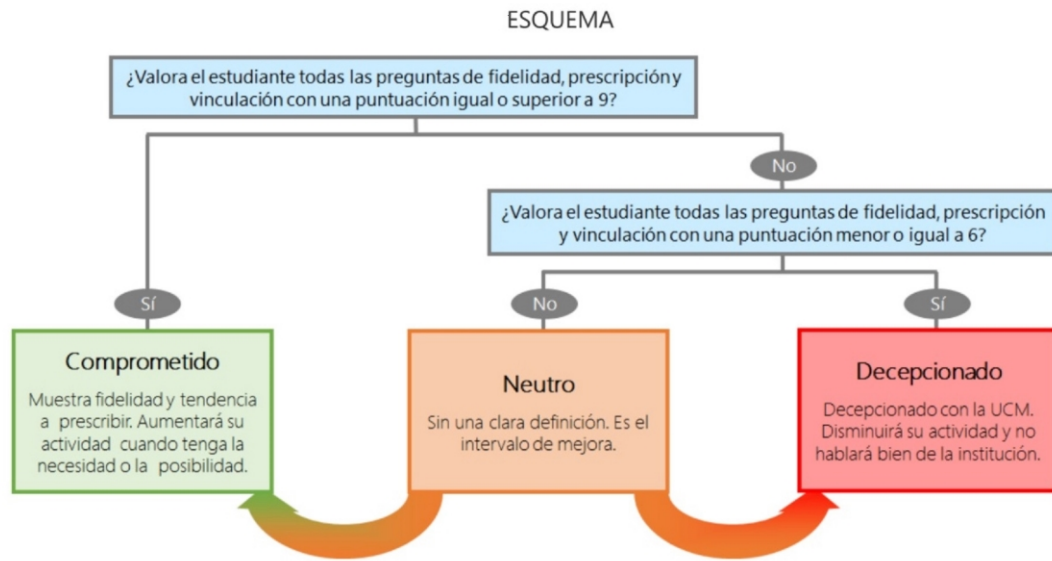 ESQUEMA
¿Valora el estudiante todas las preguntas de fidelidad, prescripción y
vinculación con una puntuación igual o superior a 9?
No
¿Valora el estudiante todas las preguntas de fidelidad, prescripción
y vinculación con una puntuación menor o igual a 6?
Sí
No
Sí
Comprometido
Muestra fidelidad y tendencia
a prescribir. Aumentará su
actividad cuando tenga la
necesidad o la posibilidad.
Neutro
Sin una clara definición. Es el
intervalo de mejora.
Decepcionado
Decepcionado con la UCM.
Disminuirá su actividad y no
hablará bien de la institución.